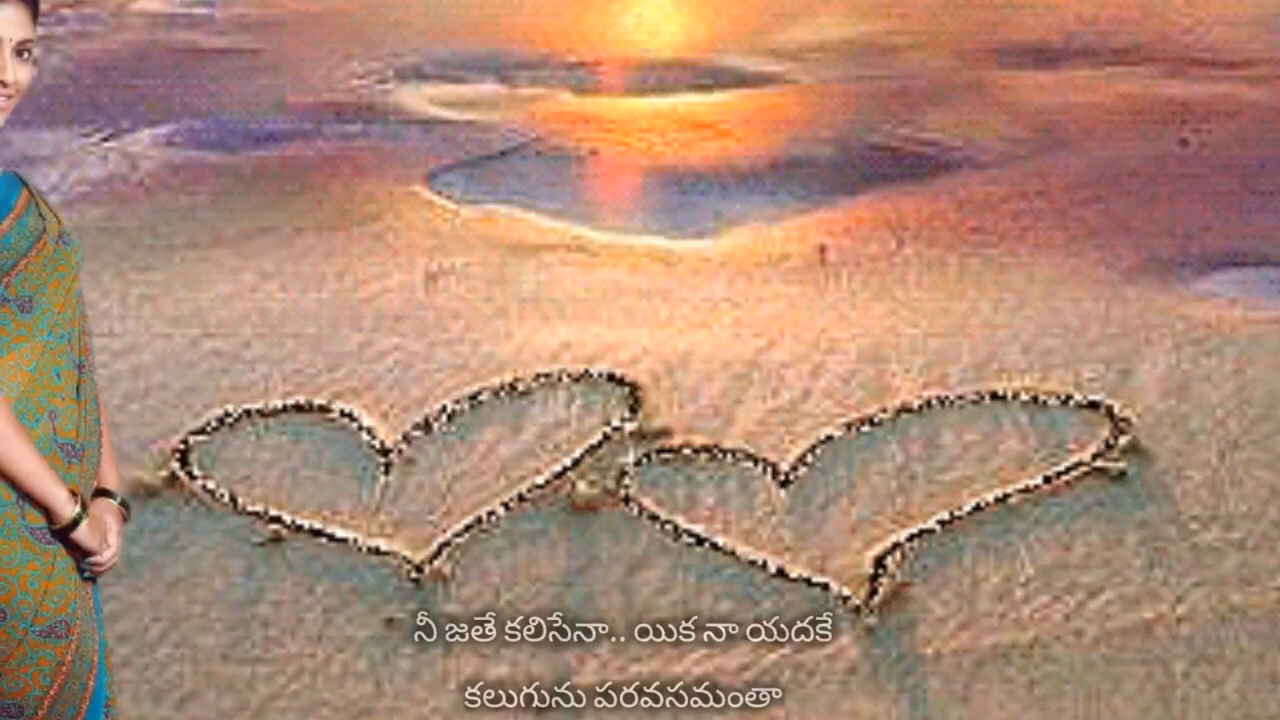 నీ జతే కలిసేనా.. యిక నా యదకే
కలుగును పరవసమంతా